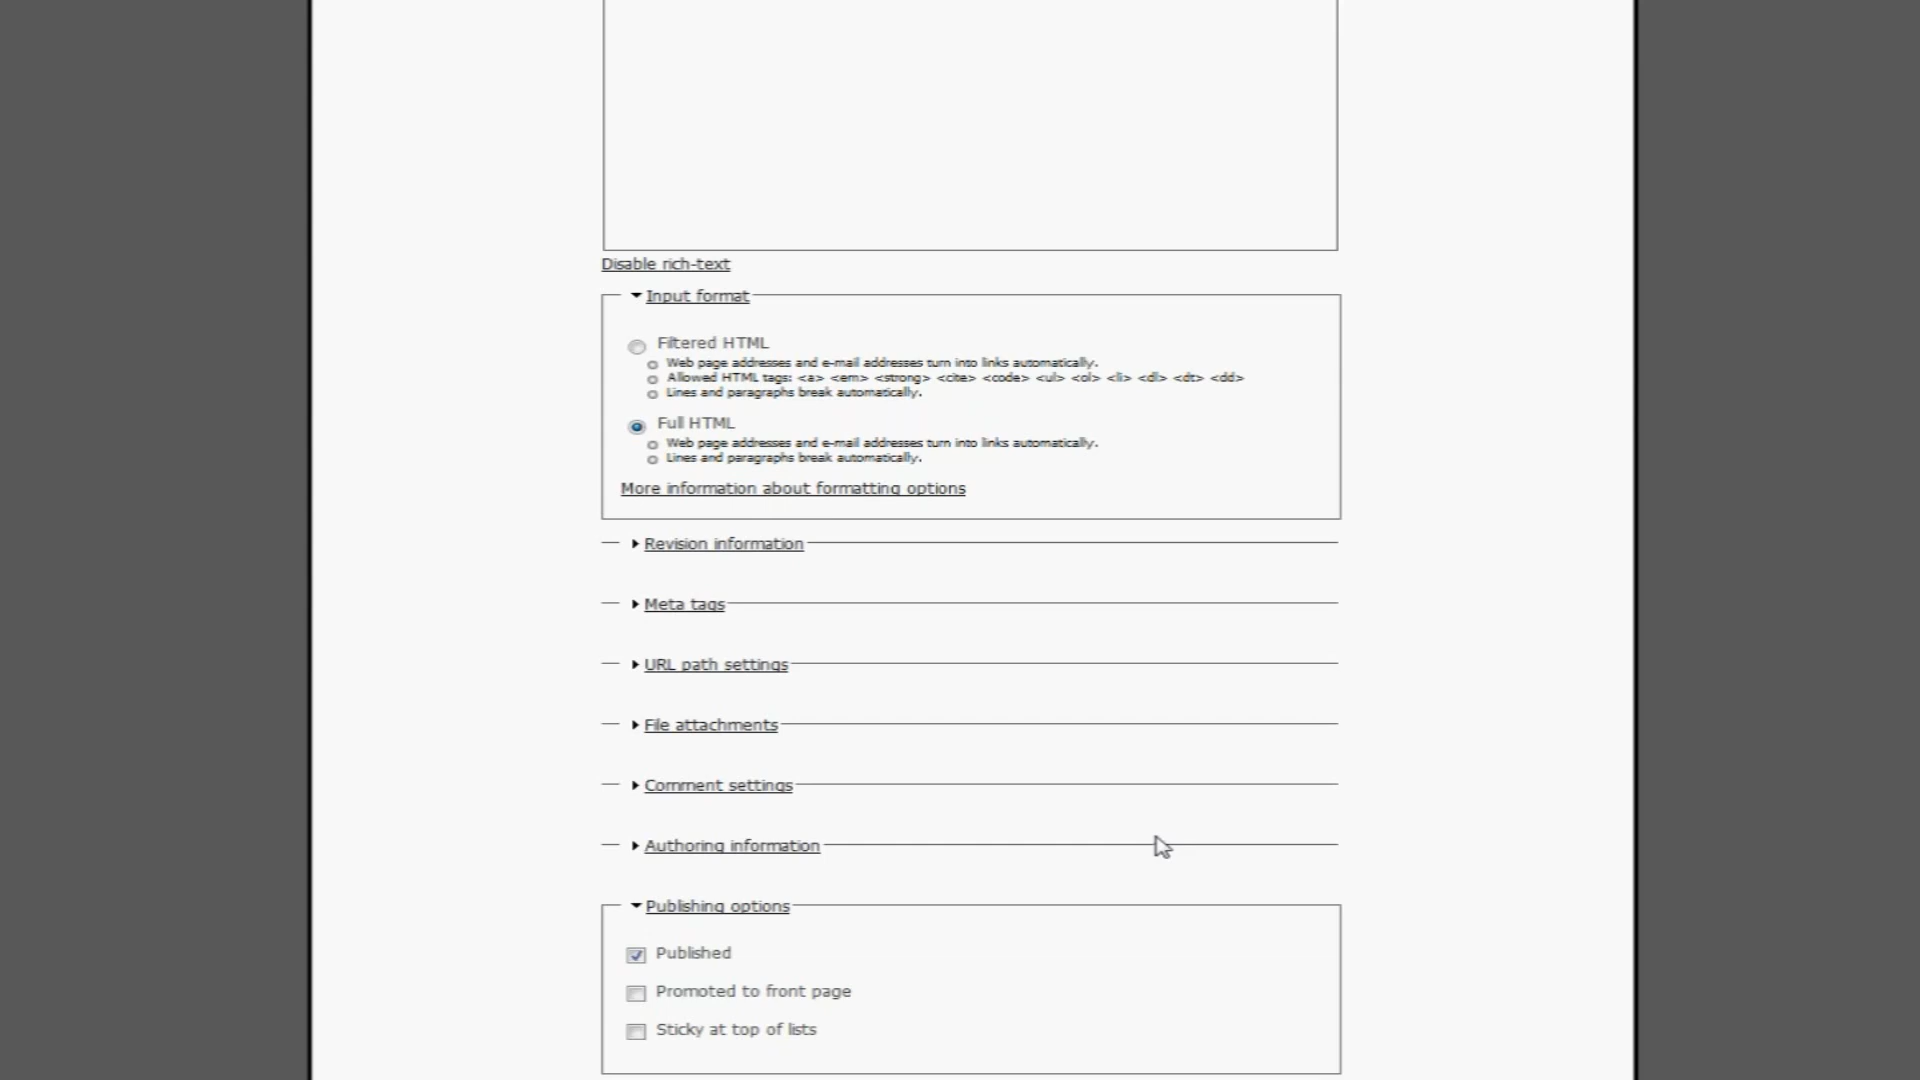 Disable rich-text
Input format
Filtered HTML
Web page addresses and e-mail addresses turn into links automatically.
Allowed HTML tags: <a> <em> <strong> <cite> <code> <ul> <ol> <li> <dl> <dt> <dd>
Lines and paragraphs break automatically.
Full HTML
Web page addresses and e-mail addresses turn into links automatically.
Lines and paragraphs break automatically.
More information about formatting options
Revision information
Meta tags
URL path settings
File attachments
Comment settings
Authoring information
Publishing options
Published
Promoted to front page
Sticky at top of lists